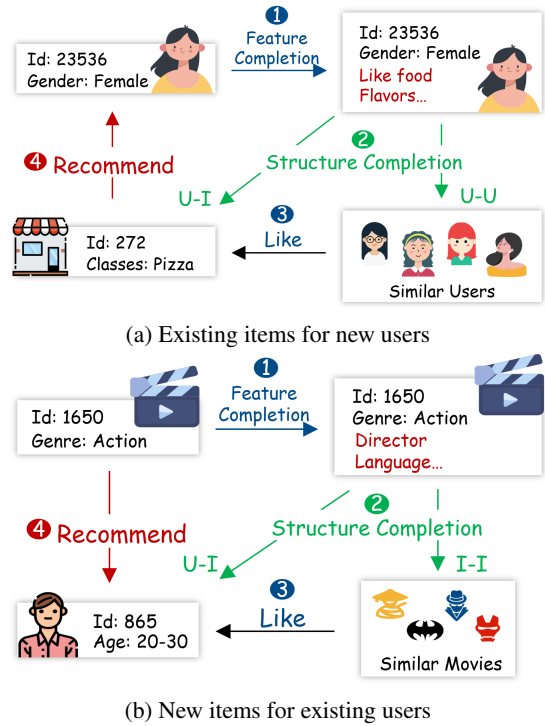 1
Feature
Completion
Id: 23536
Gender: Female
Id: 23536
Gender: Female
Like food
Flavors...
4 Recommend
2
Structure Completion
U-I
U-U
3
Like
Id: 272
Classes: Pizza
Similar Users
(a) Existing items for new users
1
Feature
Completion
Id: 1650
Genre: Action
Id: 1650
Genre: Action
Director
Language...
2
4 Recommend
Structure Completion
U-I
I-I
3
Like
Id: 865
Age: 20-30
Similar Movies
(b) New items for existing users